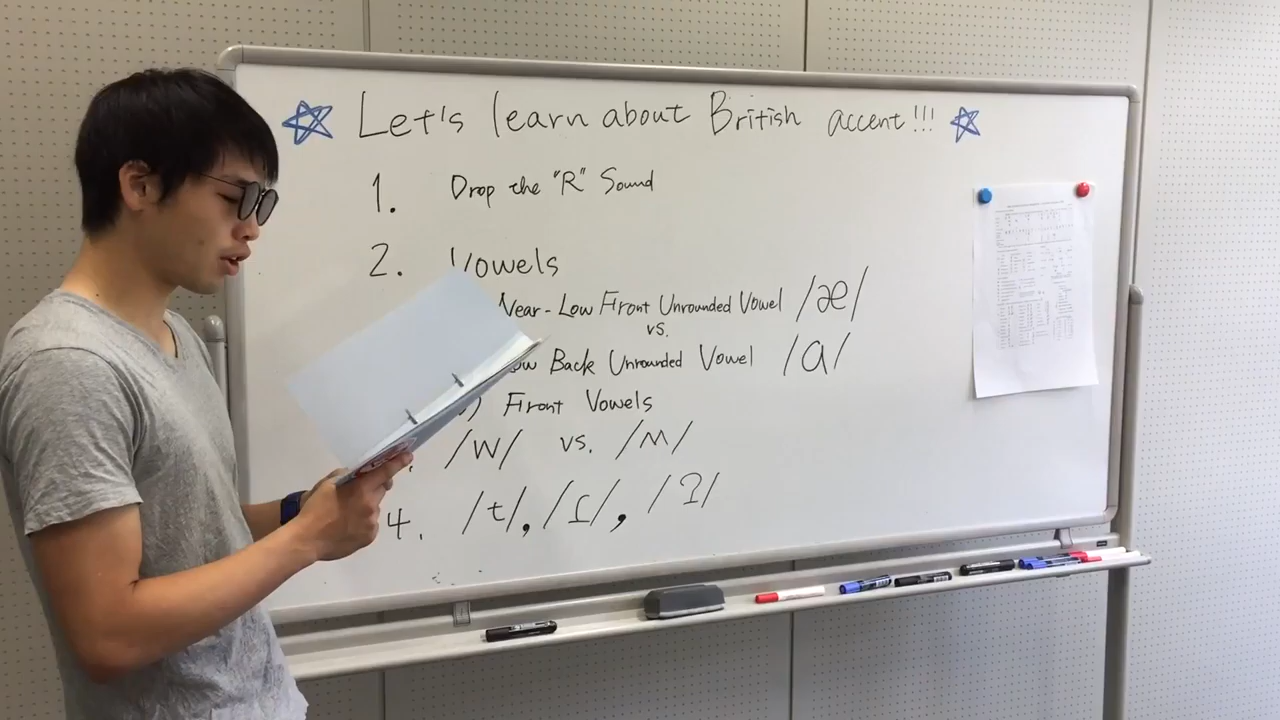 Let's learn about British accent!!!
1. Drop the "R" Sound
2. Vowels
Near-Low Front Unrounded Vowel /æ/
vs.
Back Unrounded Vowel /ɑ/
Front Vowels
/w/ vs. /ʍ/
4. /t/, /ɾ/, /ʔ/